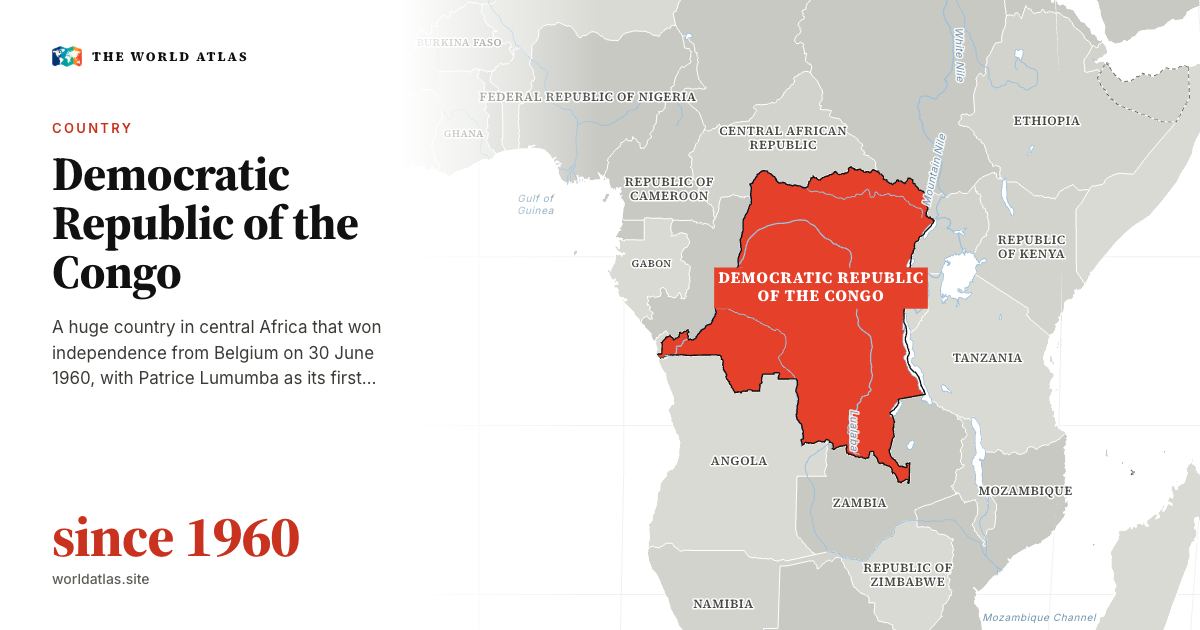 THE WORLD ATLAS
COUNTRY
Democratic
Republic of the
Congo
A huge country in central Africa that won
independence from Belgium on 30 June
1960, with Patrice Lumumba as its first...
since 1960
worldatlas.site
BURKINA FASO
FEDERAL REPUBLIC OF NIGERIA
GHANA
CENTRAL AFRICAN
REPUBLIC
White Nile
ETHIOPIA
Mountain Nile
REPUBLIC OF
CAMEROON
Gulf of
Guinea
REPUBLIC
OF KENYA
GABON
DEMOCRATIC REPUBLIC
OF THE CONGO
TANZANIA
Lualaba
ANGOLA
ZAMBIA
MOZAMBIQUE
REPUBLIC OF
ZIMBABWE
NAMIBIA
Mozambique Channel